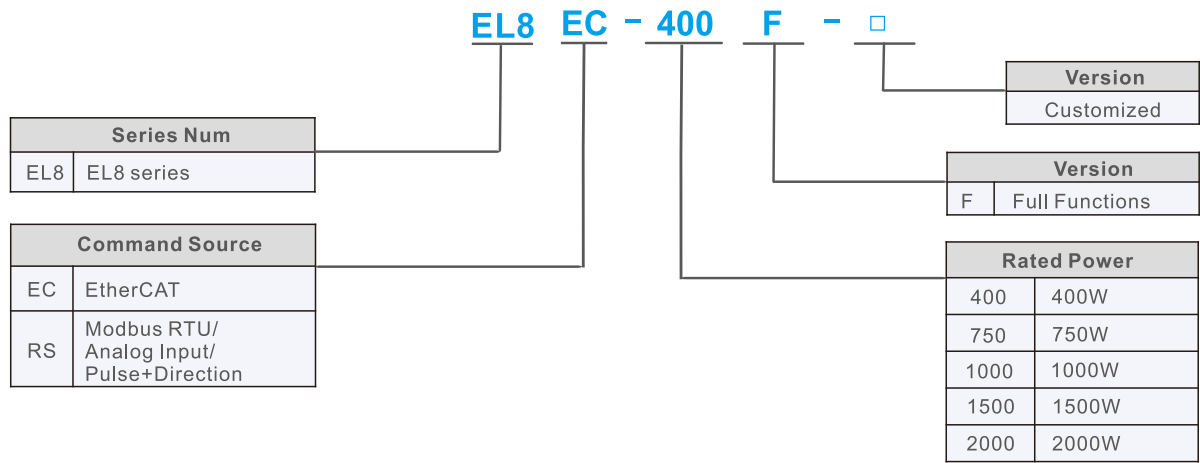 EL8 EC - 400 F - □
Version
Customized
Series Num
EL8 EL8 series
Version
F Full Functions
Command Source
EC EtherCAT
RS Modbus RTU/
Analog Input/
Pulse+Direction
Rated Power
400 400W
750 750W
1000 1000W
1500 1500W
2000 2000W